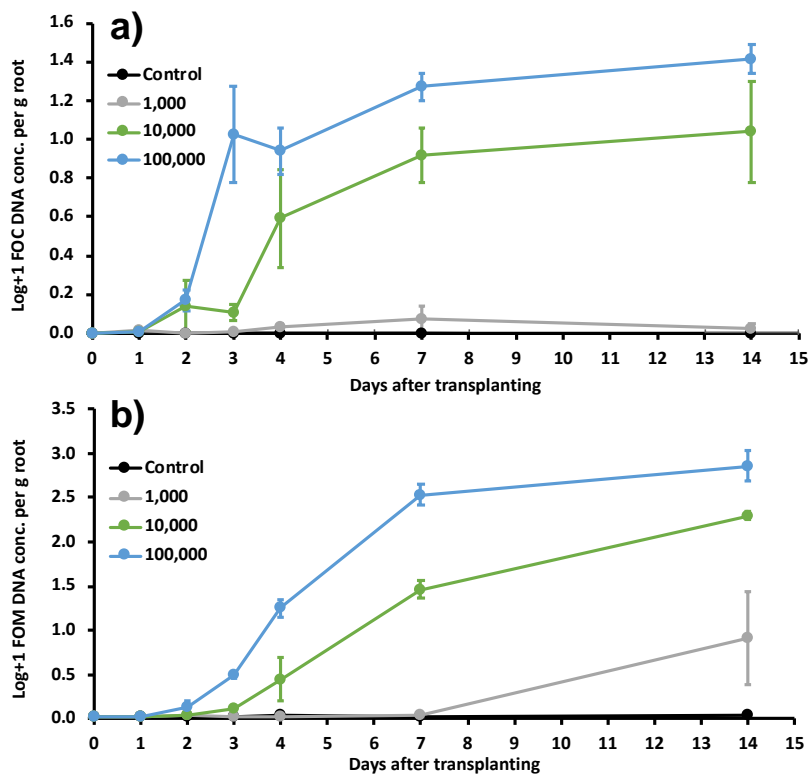 a)
1.6
1.4
1.2
1.0
0.8
0.6
0.4
0.2
0.0
Log+1 FOC DNA conc. per g root
Control
1,000
10,000
100,000
0 1 2 3 4 5 6 7 8 9 10 11 12 13 14 15
Days after transplanting
b)
3.5
3.0
2.5
2.0
1.5
1.0
0.5
0.0
Log+1 FOM DNA conc. per g root
Control
1,000
10,000
100,000
0 1 2 3 4 5 6 7 8 9 10 11 12 13 14 15
Days after transplanting